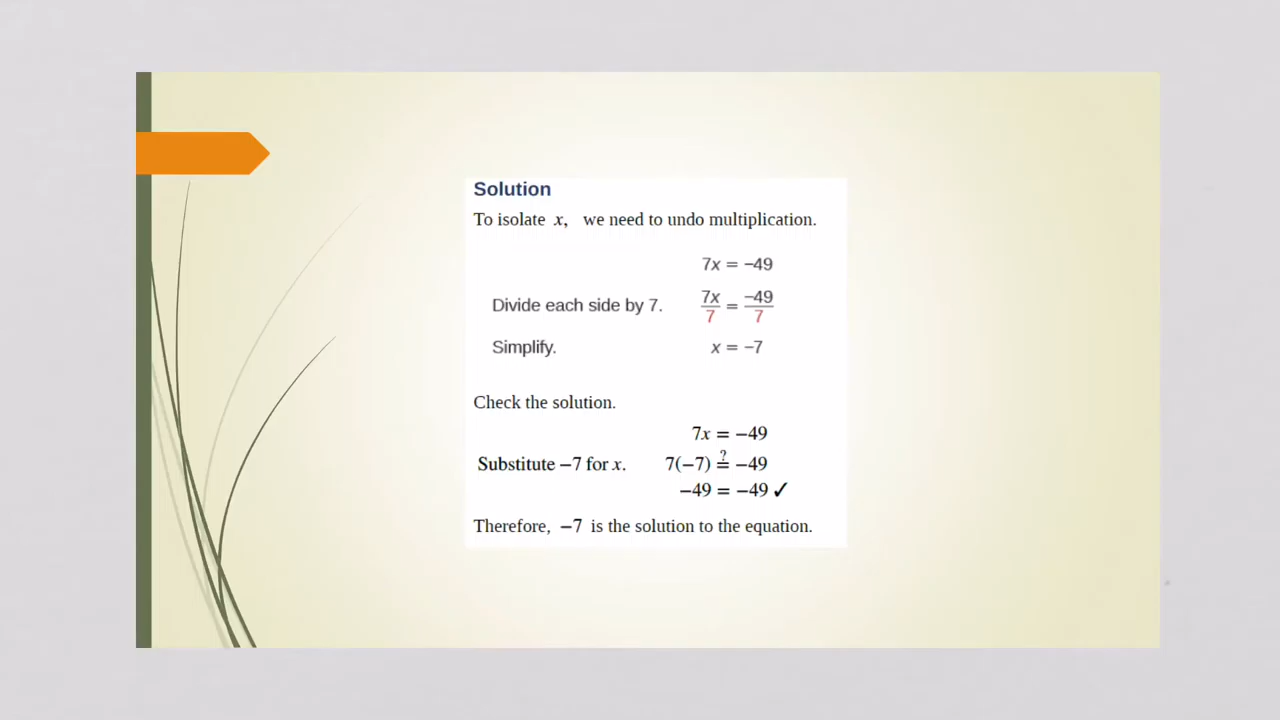 Solution
To isolate x, we need to undo multiplication.
7x = −49
Divide each side by 7. 7x/7 = −49/7
Simplify. x = −7
Check the solution.
7x = −49
Substitute −7 for x. 7(−7) ≟ −49
−49 = −49 ✓
Therefore, −7 is the solution to the equation.